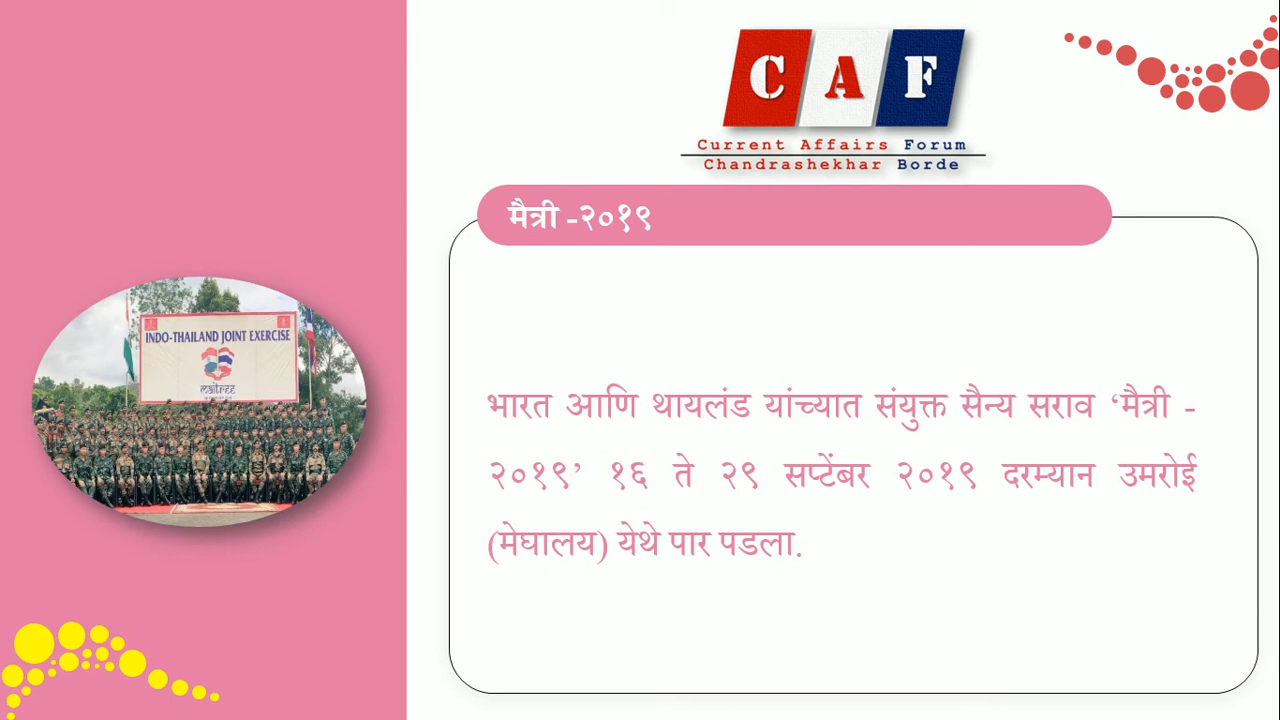 C A F
Current Affairs Forum
Chandrashekhar Borde
मैत्री -२०१९
INDO-THAILAND JOINT EXERCISE
maitree
भारत आणि थायलंड यांच्यात संयुक्त सैन्य सराव ‘मैत्री -
२०१९’ १६ ते २९ सप्टेंबर २०१९ दरम्यान उमरोई
(मेघालय) येथे पार पडला.